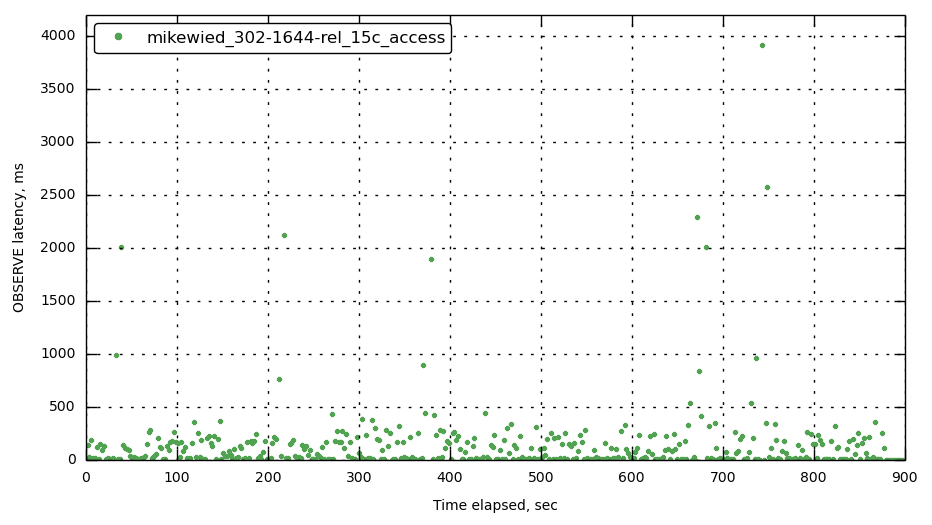 mikewied_302-1644-rel_15c_access
4000
3500
3000
2500
2000
1500
1000
500
0
OBSERVE latency, ms
0 100 200 300 400 500 600 700 800 900
Time elapsed, sec